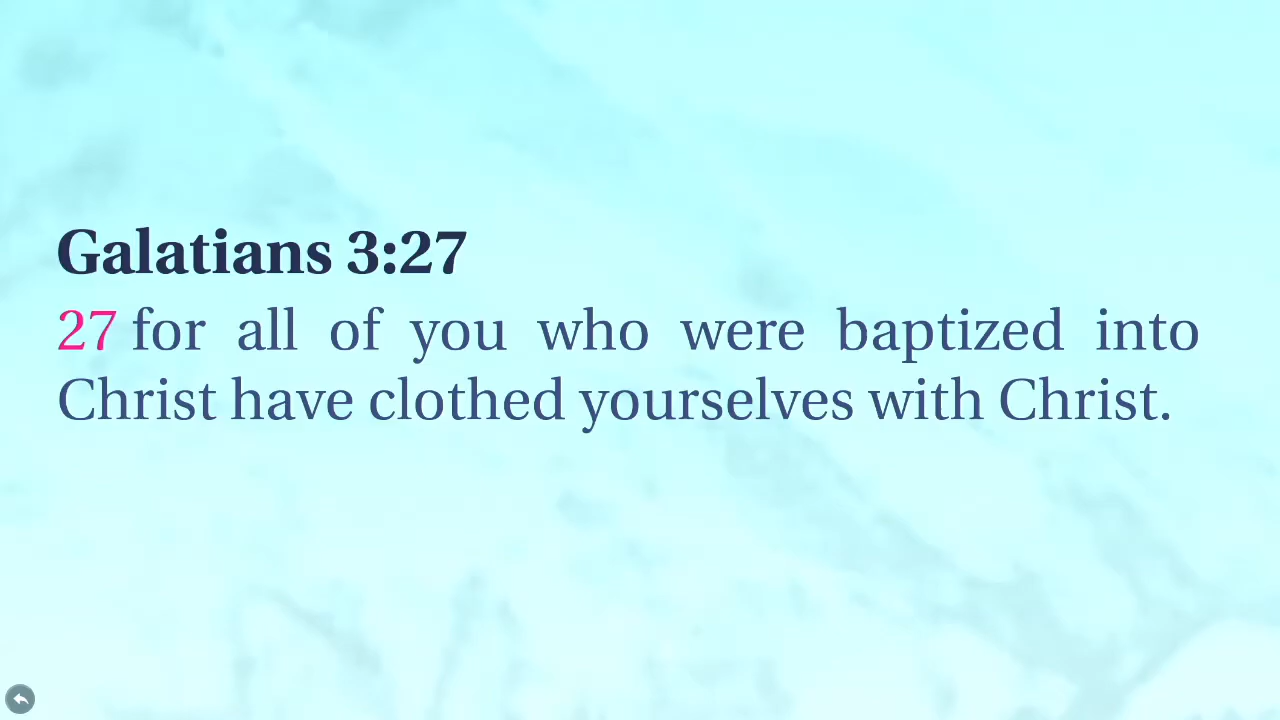 Galatians 3:27
27 for all of you who were baptized into
Christ have clothed yourselves with Christ.